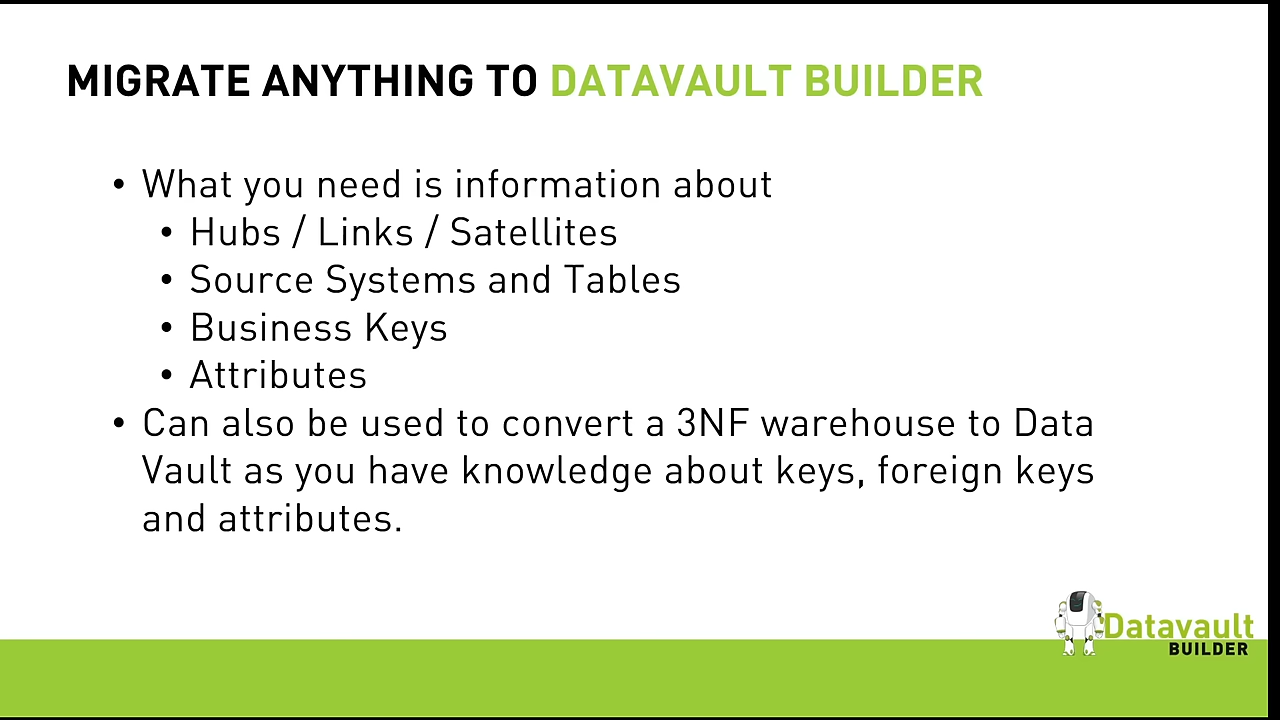 MIGRATE ANYTHING TO DATAVAULT BUILDER
• What you need is information about
• Hubs / Links / Satellites
• Source Systems and Tables
• Business Keys
• Attributes
• Can also be used to convert a 3NF warehouse to Data
Vault as you have knowledge about keys, foreign keys
and attributes.
Datavault
BUILDER